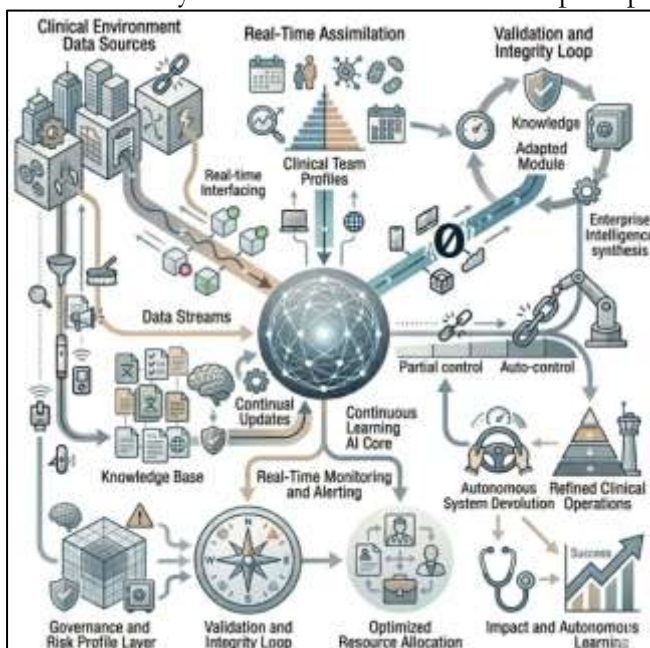 Clinical Environment
Data Sources
Real-Time Assimilation
Validation and
Integrity Loop
Knowledge
Adapted
Module
Clinical Team
Profiles
Real-time
Interfacing
Enterprise
Intelligence
synthesis
0
Data Streams
Partial control
Auto-control
Continual
Updates
Continuous
Learning
AI Core
Knowledge Base
Real-Time Monitoring
and Alerting
Autonomous
System Devolution
Refined Clinical
Operations
N
E
S
W
Success
Governance and
Risk Profile Layer
Validation and
Integrity Loop
Optimized
Resource Allocation
Impact and Autonomous
Learning